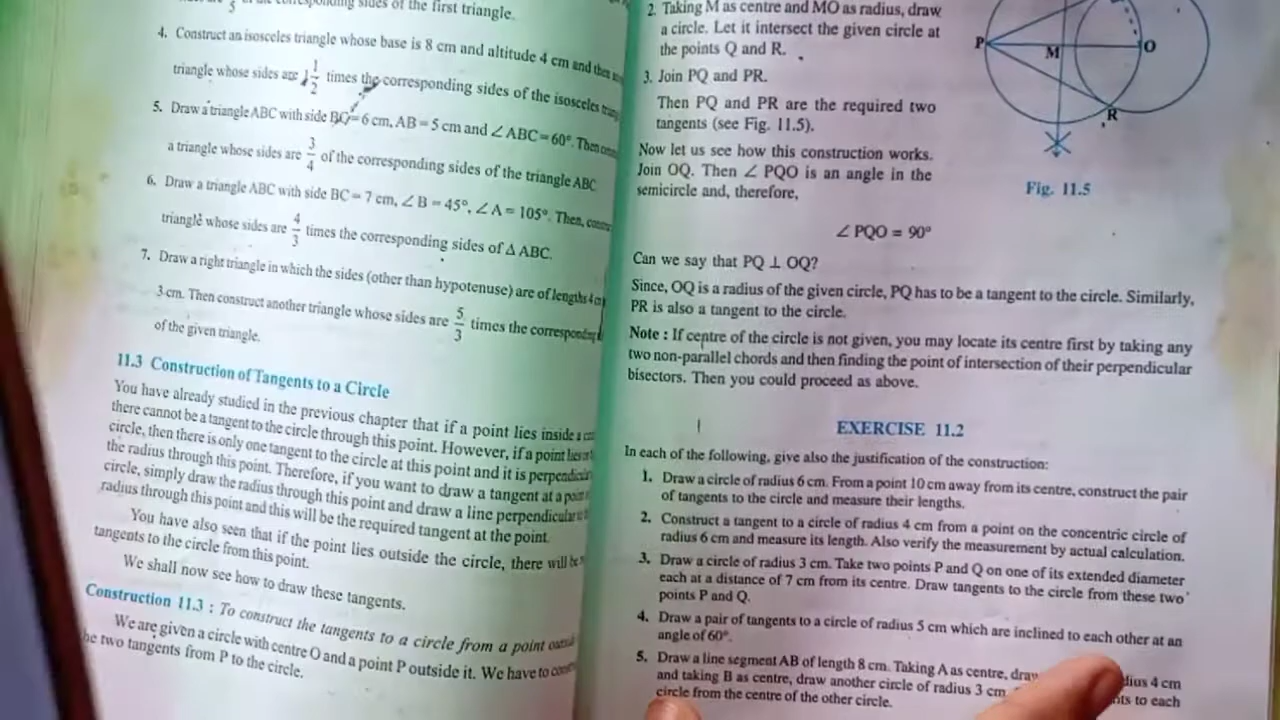 5 of the corresponding sides of the first triangle.
4. Construct an isosceles triangle whose base is 8 cm and altitude 4 cm and then
triangle whose sides are 1 1/2 times the corresponding sides of the isosceles
5. Draw a triangle ABC with side BC = 6 cm, AB = 5 cm and ∠ ABC = 60°. Then
a triangle whose sides are 3/4 of the corresponding sides of the triangle ABC
6. Draw a triangle ABC with side BC = 7 cm, ∠ B = 45°, ∠ A = 105°. Then,
triangle whose sides are 4/3 times the corresponding sides of Δ ABC.
7. Draw a right triangle in which the sides (other than hypotenuse) are of lengths 4
3 cm. Then construct another triangle whose sides are 5/3 times the corresponding
of the given triangle.
11.3 Construction of Tangents to a Circle
You have already studied in the previous chapter that if a point lies inside a
there cannot be a tangent to the circle through this point. However, if a point lies
circle, then there is only one tangent to the circle at this point and it is
the radius through this point. Therefore, if you want to draw a tangent at a
circle, simply draw the radius through this point and draw a line perpendicular
radius through this point and this will be the required tangent at the point.
You have also seen that if the point lies outside the circle, there will be
tangents to the circle from this point.
We shall now see how to draw these tangents.
Construction 11.3 : To construct the tangents to a circle from a point
We are given a circle with centre O and a point P outside it. We have to
the two tangents from P to the circle.
2. Taking M as centre and MO as radius, draw
a circle. Let it intersect the given circle at
the points Q and R.
3. Join PQ and PR.
Then PQ and PR are the required two
tangents (see Fig. 11.5).
Now let us see how this construction works.
Join OQ. Then ∠ PQO is an angle in the
semicircle and, therefore,
P
M
O
R
Fig. 11.5
∠ PQO = 90°
Can we say that PQ ⊥ OQ?
Since, OQ is a radius of the given circle, PQ has to be a tangent to the circle. Similarly,
PR is also a tangent to the circle.
Note : If centre of the circle is not given, you may locate its centre first by taking any
two non-parallel chords and then finding the point of intersection of their perpendicular
bisectors. Then you could proceed as above.
EXERCISE 11.2
In each of the following, give also the justification of the construction:
1. Draw a circle of radius 6 cm. From a point 10 cm away from its centre, construct the pair
of tangents to the circle and measure their lengths.
2. Construct a tangent to a circle of radius 4 cm from a point on the concentric circle of
radius 6 cm and measure its length. Also verify the measurement by actual calculation.
3. Draw a circle of radius 3 cm. Take two points P and Q on one of its extended diameter
each at a distance of 7 cm from its centre. Draw tangents to the circle from these two
points P and Q.
4. Draw a pair of tangents to a circle of radius 5 cm which are inclined to each other at an
angle of 60°.
5. Draw a line segment AB of length 8 cm. Taking A as centre, 4 cm
and taking B as centre, draw another circle of radius 3 cm to each
circle from the centre of the other circle.